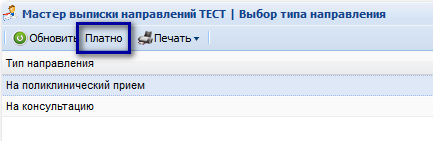 Мастер выписки направлений ТЕСТ | Выбор типа направления
Обновить Платно Печать
Тип направления
На поликлинический прием
На консультацию